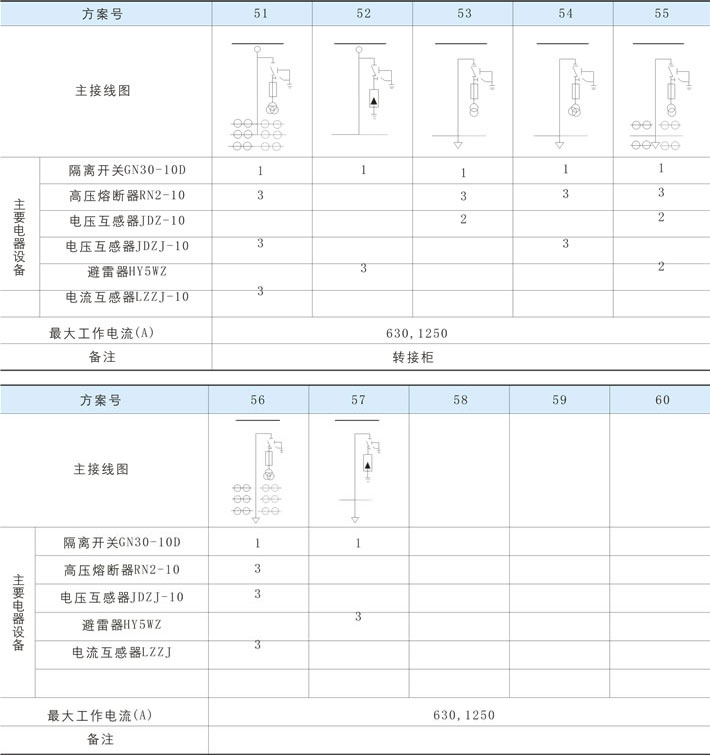 方案号 51 52 53 54 55
主接线图
主要电器设备
隔离开关GN30-10D 1 1 1 1 1
高压熔断器RN2-10 3 3 3 3
电压互感器JDZ-10 2 2
电压互感器JDZJ-10 3 3
避雷器HY5WZ 3 2
电流互感器LZZJ-10 3
最大工作电流(A) 630,1250
备注 转接柜
方案号 56 57 58 59 60
主接线图
主要电器设备
隔离开关GN30-10D 1 1
高压熔断器RN2-10 3
电压互感器JDZJ-10 3
避雷器HY5WZ 3
电流互感器LZZJ 3
最大工作电流(A) 630,1250
备注